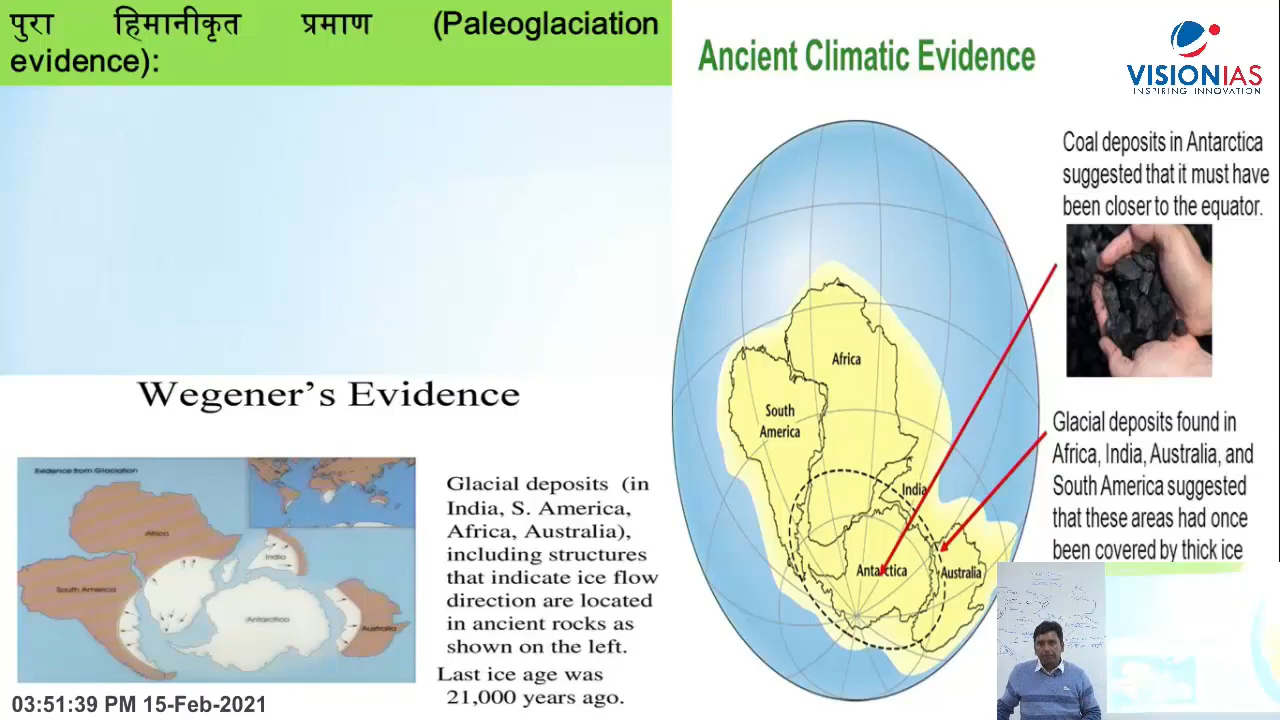 पुरा हिमानीकृत प्रमाण (Paleoglaciation
evidence):
Wegener's Evidence
Evidence from Glaciation
Africa
India
South America
Antarctica
Australia
Glacial deposits (in
India, S. America,
Africa, Australia),
including structures
that indicate ice flow
direction are located
in ancient rocks as
shown on the left.
Last ice age was
21,000 years ago.
03:51:39 PM 15-Feb-2021
Ancient Climatic Evidence
VISIONIAS
INSPIRING INNOVATION
Africa
South
America
India
Antarctica
Australia
Coal deposits in Antarctica
suggested that it must have
been closer to the equator.
Glacial deposits found in
Africa, India, Australia, and
South America suggested
that these areas had once
been covered by thick ice